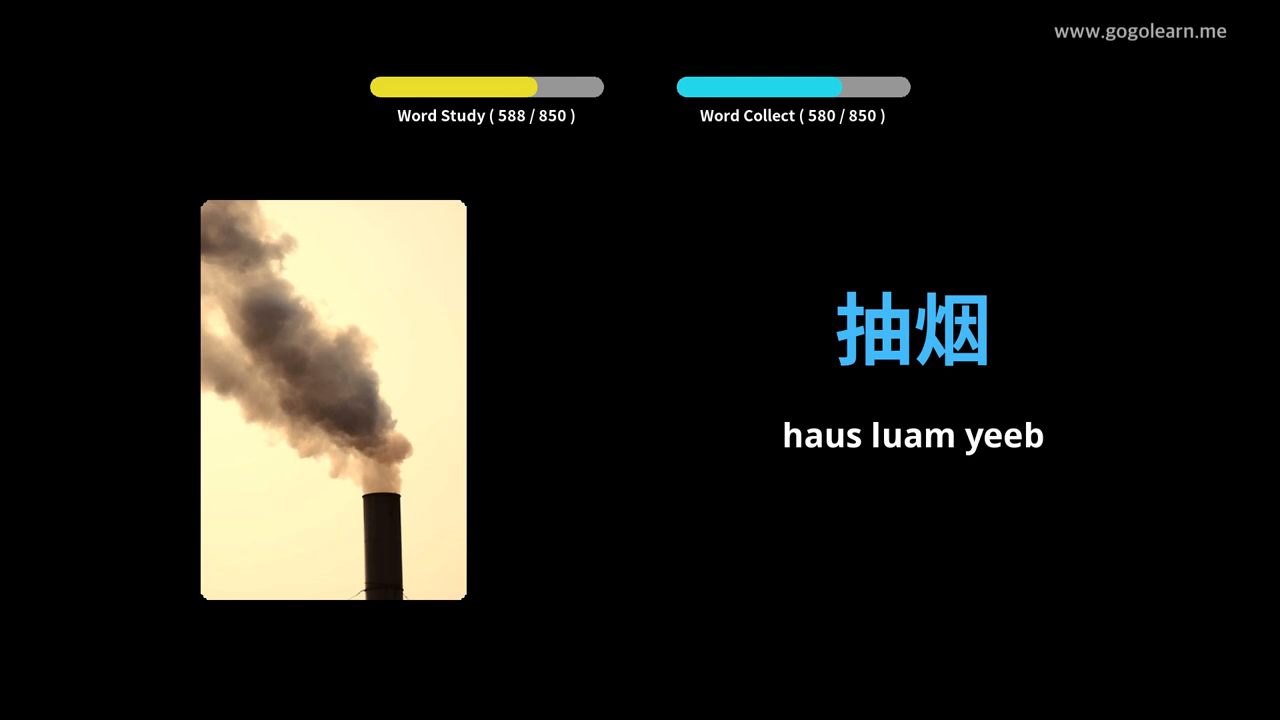 www.gogolearn.me
Word Study ( 588 / 850 )
Word Collect ( 580 / 850 )
抽烟
haus luam yeeb